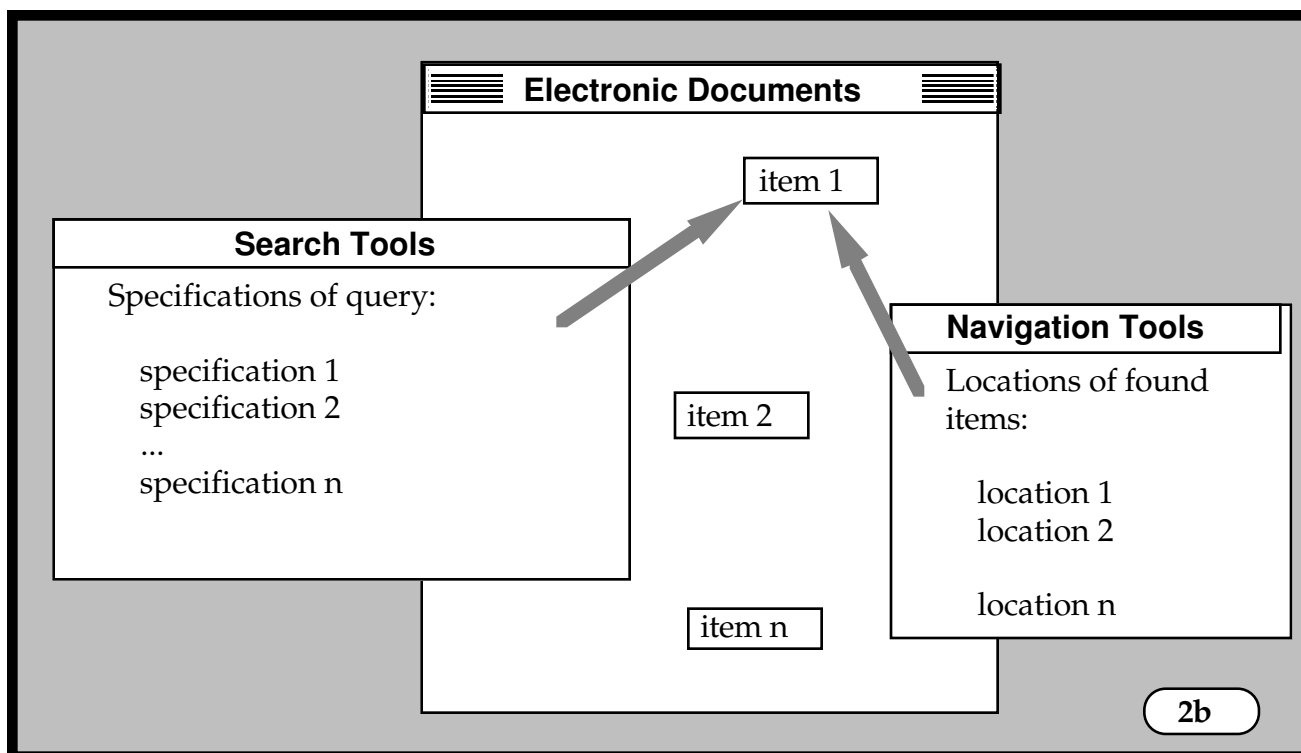 Electronic Documents
item 1
Search Tools
Specifications of query:
specification 1
specification 2
...
specification n
item 2
item n
Navigation Tools
Locations of found
items:
location 1
location 2
location n
2b